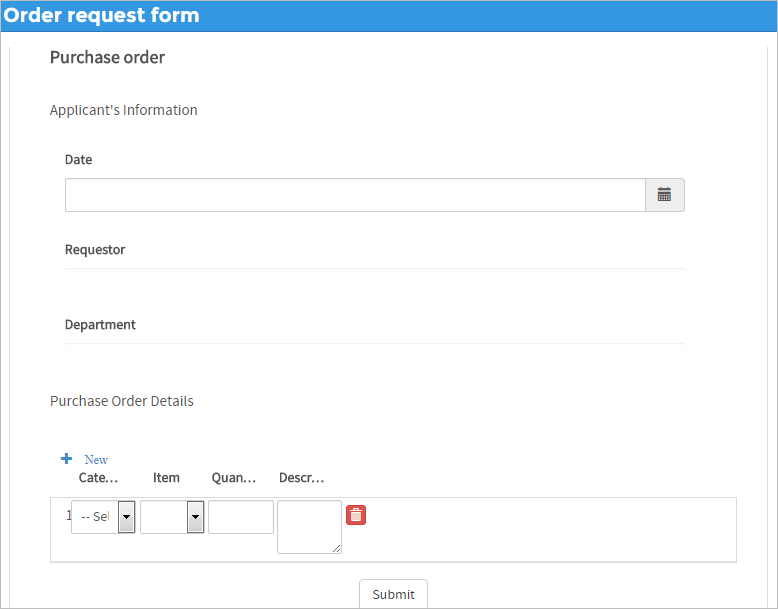 Order request form
Purchase order
Applicant's Information
Date
Requestor
Department
Purchase Order Details
New
Cate... Item Quan... Descr...
1 -- Sel
Submit